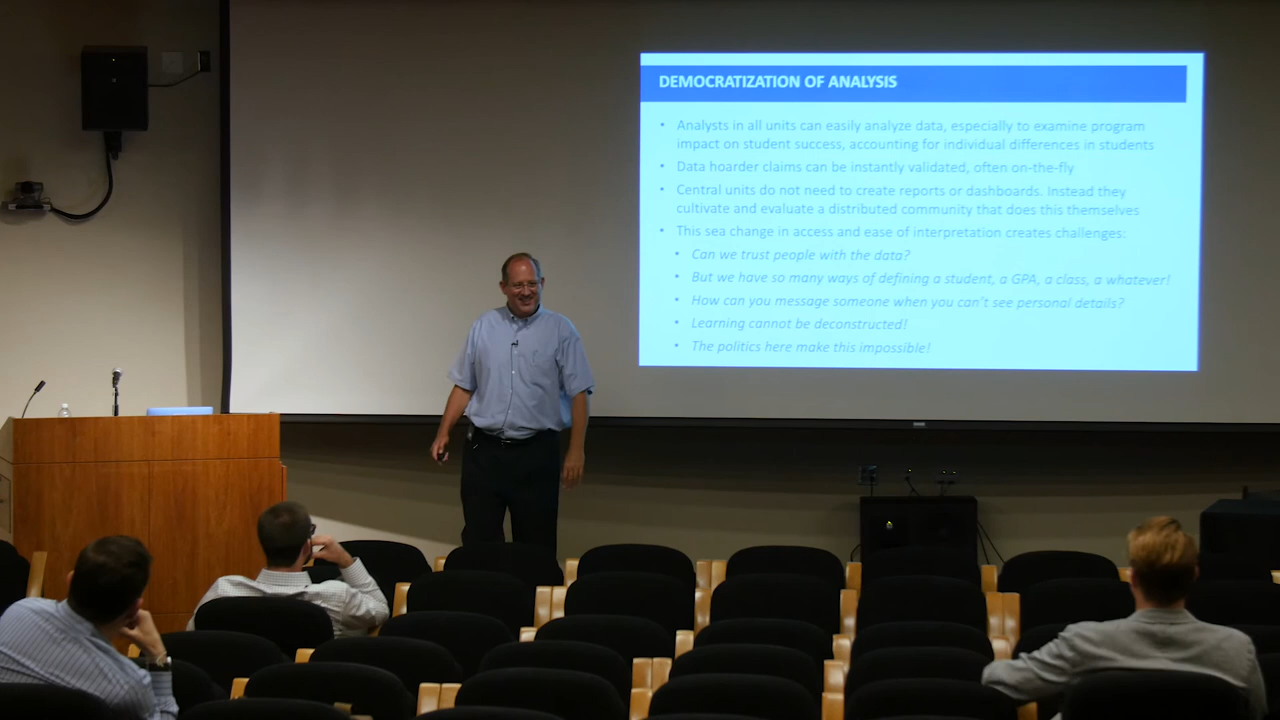 DEMOCRATIZATION OF ANALYSIS
• Analysts in all units can easily analyze data, especially to examine program
impact on student success, accounting for individual differences in students
• Data hoarder claims can be instantly validated, often on-the-fly
• Central units do not need to create reports or dashboards. Instead they
cultivate and evaluate a distributed community that does this themselves
• This sea change in access and ease of interpretation creates challenges:
• Can we trust people with the data?
• But we have so many ways of defining a student, a GPA, a class, a whatever!
• How can you message someone when you can't see personal details?
• Learning cannot be deconstructed!
• The politics here make this impossible!